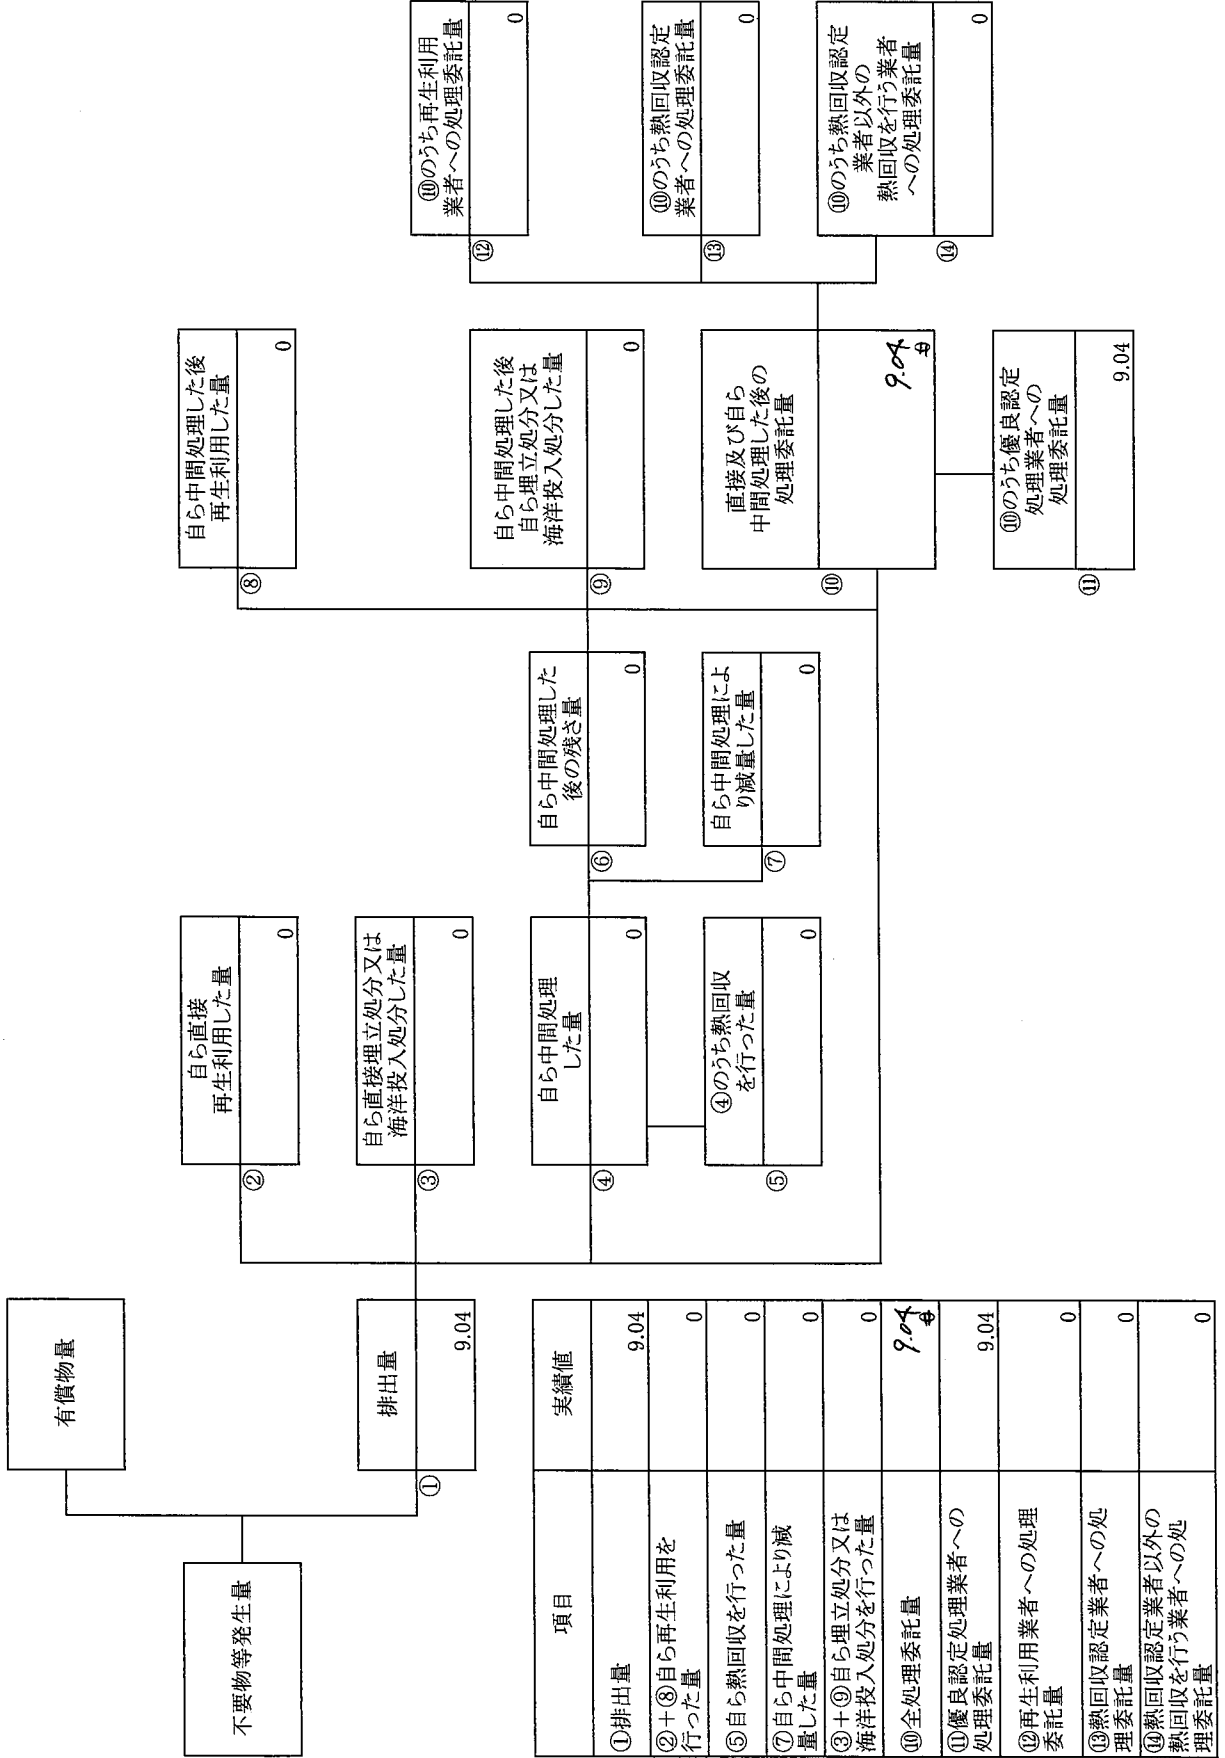 不要物等発生量
有償物量
①
排出量
9.04
②
自ら直接
再生利用した量
0
③
自ら直接埋立処分又は
海洋投入処分した量
0
④
自ら中間処理
した量
0
⑤
④のうち熱回収
を行った量
0
⑥
自ら中間処理した
後の残さ量
0
⑦
自ら中間処理によ
り減量した量
0
⑧
自ら中間処理した後
再生利用した量
0
⑨
自ら中間処理した後
自ら埋立処分又は
海洋投入処分した量
0
⑩
直接及び自ら
中間処理した後の
処理委託量
9.04
0
⑪
⑩のうち優良認定
処理業者への
処理委託量
9.04
⑫
⑩のうち再生利用
業者への処理委託量
0
⑬
⑩のうち熱回収認定
業者への処理委託量
0
⑭
⑩のうち熱回収認定
業者以外の
熱回収を行う業者
への処理委託量
0
項目 実績値
①排出量 9.04
②+⑧自ら再生利用を
行った量 0
⑤自ら熱回収を行った量 0
⑦自ら中間処理により減
量した量 0
③+⑨自ら埋立処分又は
海洋投入処分を行った量 0
⑩全処理委託量 9.04
0
⑪優良認定処理業者への
処理委託量 9.04
⑫再生利用業者への処理
委託量 0
⑬熱回収認定業者への処
理委託量 0
⑭熱回収認定業者以外の
熱回収を行う業者への処
理委託量 0